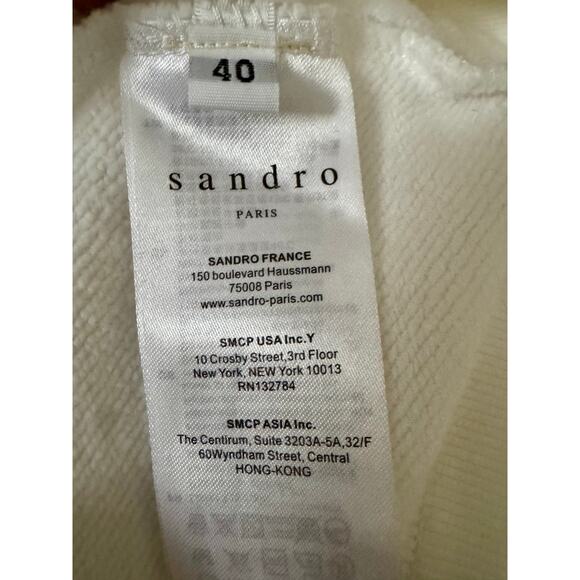 40
sandro
PARIS
SANDRO FRANCE
150 boulevard Haussmann
75008 Paris
www.sandro-paris.com
SMCP USA Inc.Y
10 Crosby Street,3rd Floor
New York, NEW York 10013
RN132784
SMCP ASIA Inc.
The Centirum, Suite 3203A-5A,32/F
60Wyndham Street, Central
HONG-KONG